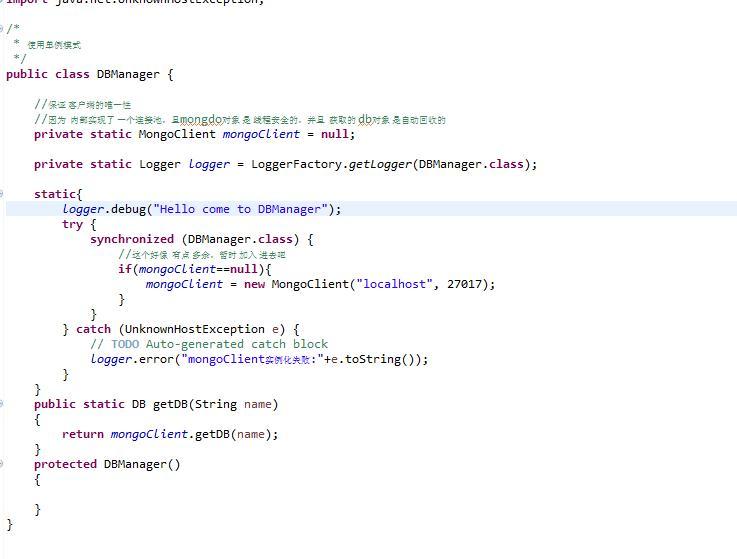 import java.net.UnknownHostException;
/*
 * 使用单例模式
 */
public class DBManager {
    //保证 客户端的唯一性
    //因为 内部实现了 一个连接池，且mongdo对象 是 线程安全的，并且 获取的 db对象 是自动回收的
    private static MongoClient mongoClient = null;
    private static Logger logger = LoggerFactory.getLogger(DBManager.class);
    static{
        logger.debug("Hello come to DBManager");
        try {
            synchronized (DBManager.class) {
                //这个好像 有点 多余，暂时 加入 进去吧
                if(mongoClient==null){
                    mongoClient = new MongoClient("localhost", 27017);
                }
            }
        } catch (UnknownHostException e) {
            // TODO Auto-generated catch block
            logger.error("mongoClient实例化失败:"+e.toString());
        }
    }
    public static DB getDB(String name)
    {
        return mongoClient.getDB(name);
    }
    protected DBManager()
    {
    }
}